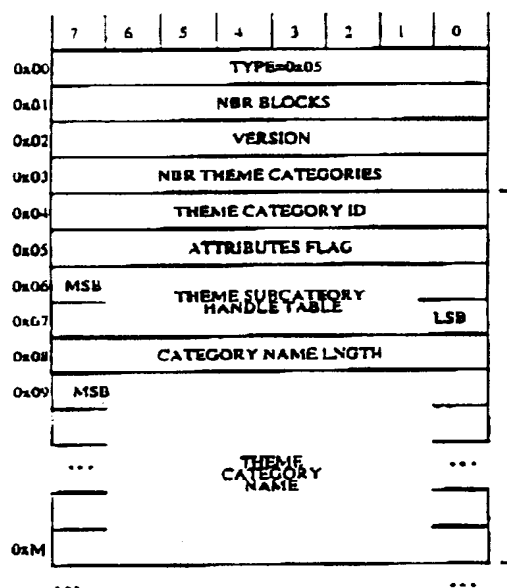 7 6 5 4 3 2 1 0
0x00 TYPE=0x05
0x01 NBR BLOCKS
0x02 VERSION
0x03 NBR THEME CATEGORIES
0x04 THEME CATEGORY ID
0x05 ATTRIBUTES FLAG
0x06 MSB
THEME SUBCATEORY
HANDLE TABLE
0x07 LSB
0x08 CATEGORY NAME LNGTH
0x09 MSB
... THEME ...
CATEGORY
NAME
0xM
... ...